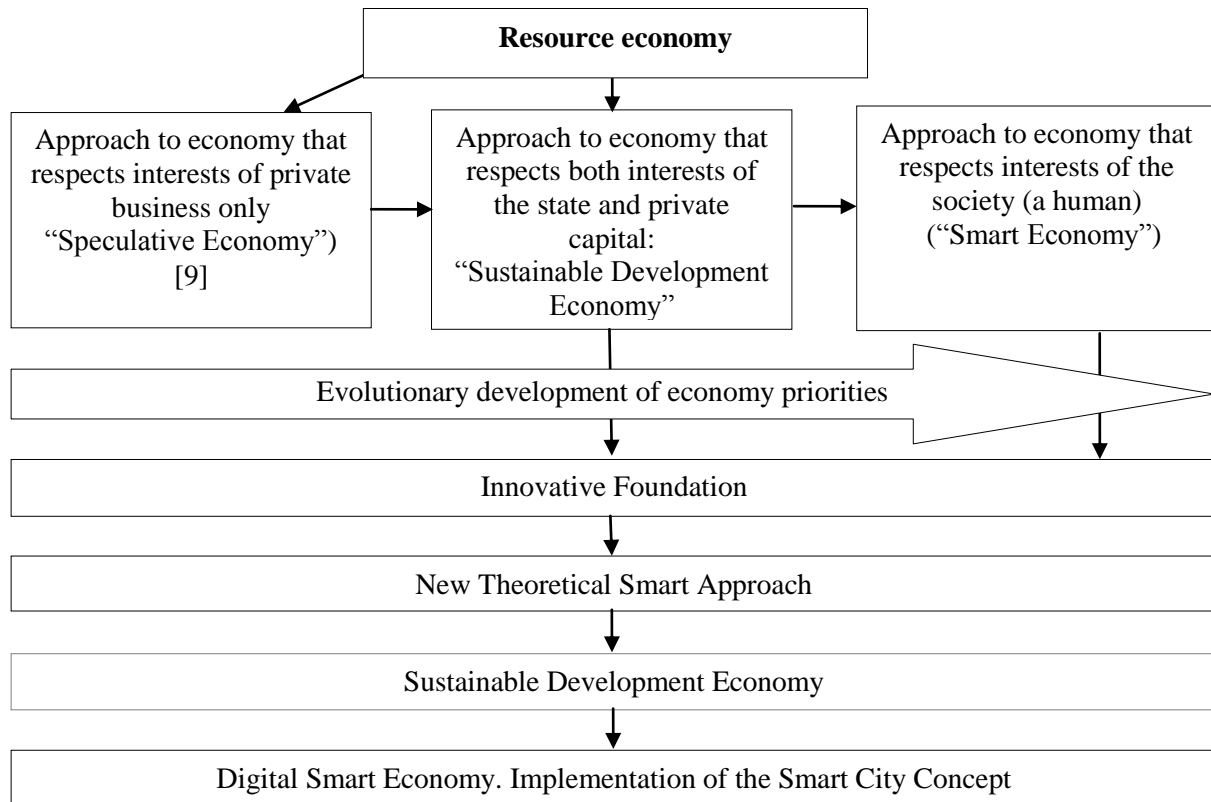 Resource economy
Approach to economy that
respects interests of private
business only
“Speculative Economy”)
[9]
Approach to economy that
respects both interests of
the state and private
capital:
“Sustainable Development
Economy”
Approach to economy that
respects interests of the
society (a human)
(“Smart Economy”)
Evolutionary development of economy priorities
Innovative Foundation
New Theoretical Smart Approach
Sustainable Development Economy
Digital Smart Economy. Implementation of the Smart City Concept